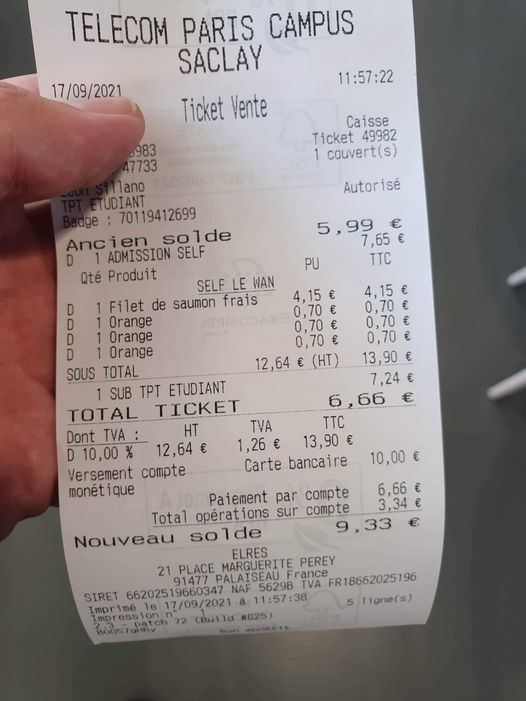 TELECOM PARIS CAMPUS
SACLAY
17/09/2021 11:57:22
Ticket Vente
Caisse
983 Ticket 49982
47733 1 couvert(s)
Sillano
TPT ETUDIANT Autorisé
Badge : 70119412699
Ancien solde 5,99 €
D 1 ADMISSION SELF 7,65 €
Qté Produit PU TTC
SELF LE WAN
D 1 Filet de saumon frais 4,15 € 4,15 €
D 1 Orange 0,70 € 0,70 €
D 1 Orange 0,70 € 0,70 €
D 1 Orange 0,70 € 0,70 €
SOUS TOTAL 12,64 € (HT) 13,90 €
1 SUB TPT ETUDIANT 7,24 €
TOTAL TICKET 6,66 €
Dont TVA : HT TVA TTC
D 10,00 % 12,64 € 1,26 € 13,90 €
Versement compte Carte bancaire 10,00 €
monétique
Paiement par compte 6,66 €
Total opérations sur compte 3,34 €
Nouveau solde 9,33 €
ELRES
21 PLACE MARGUERITE PEREY
91477 PALAISEAU France
SIRET 66202519660347 NAF 5629B TVA FR18662025196
Imprimé le 17/09/2021 à 11:57:38 5 ligne(s)
Impression n°
2.3 - patch 72 (Build #G25)
Bon appétit